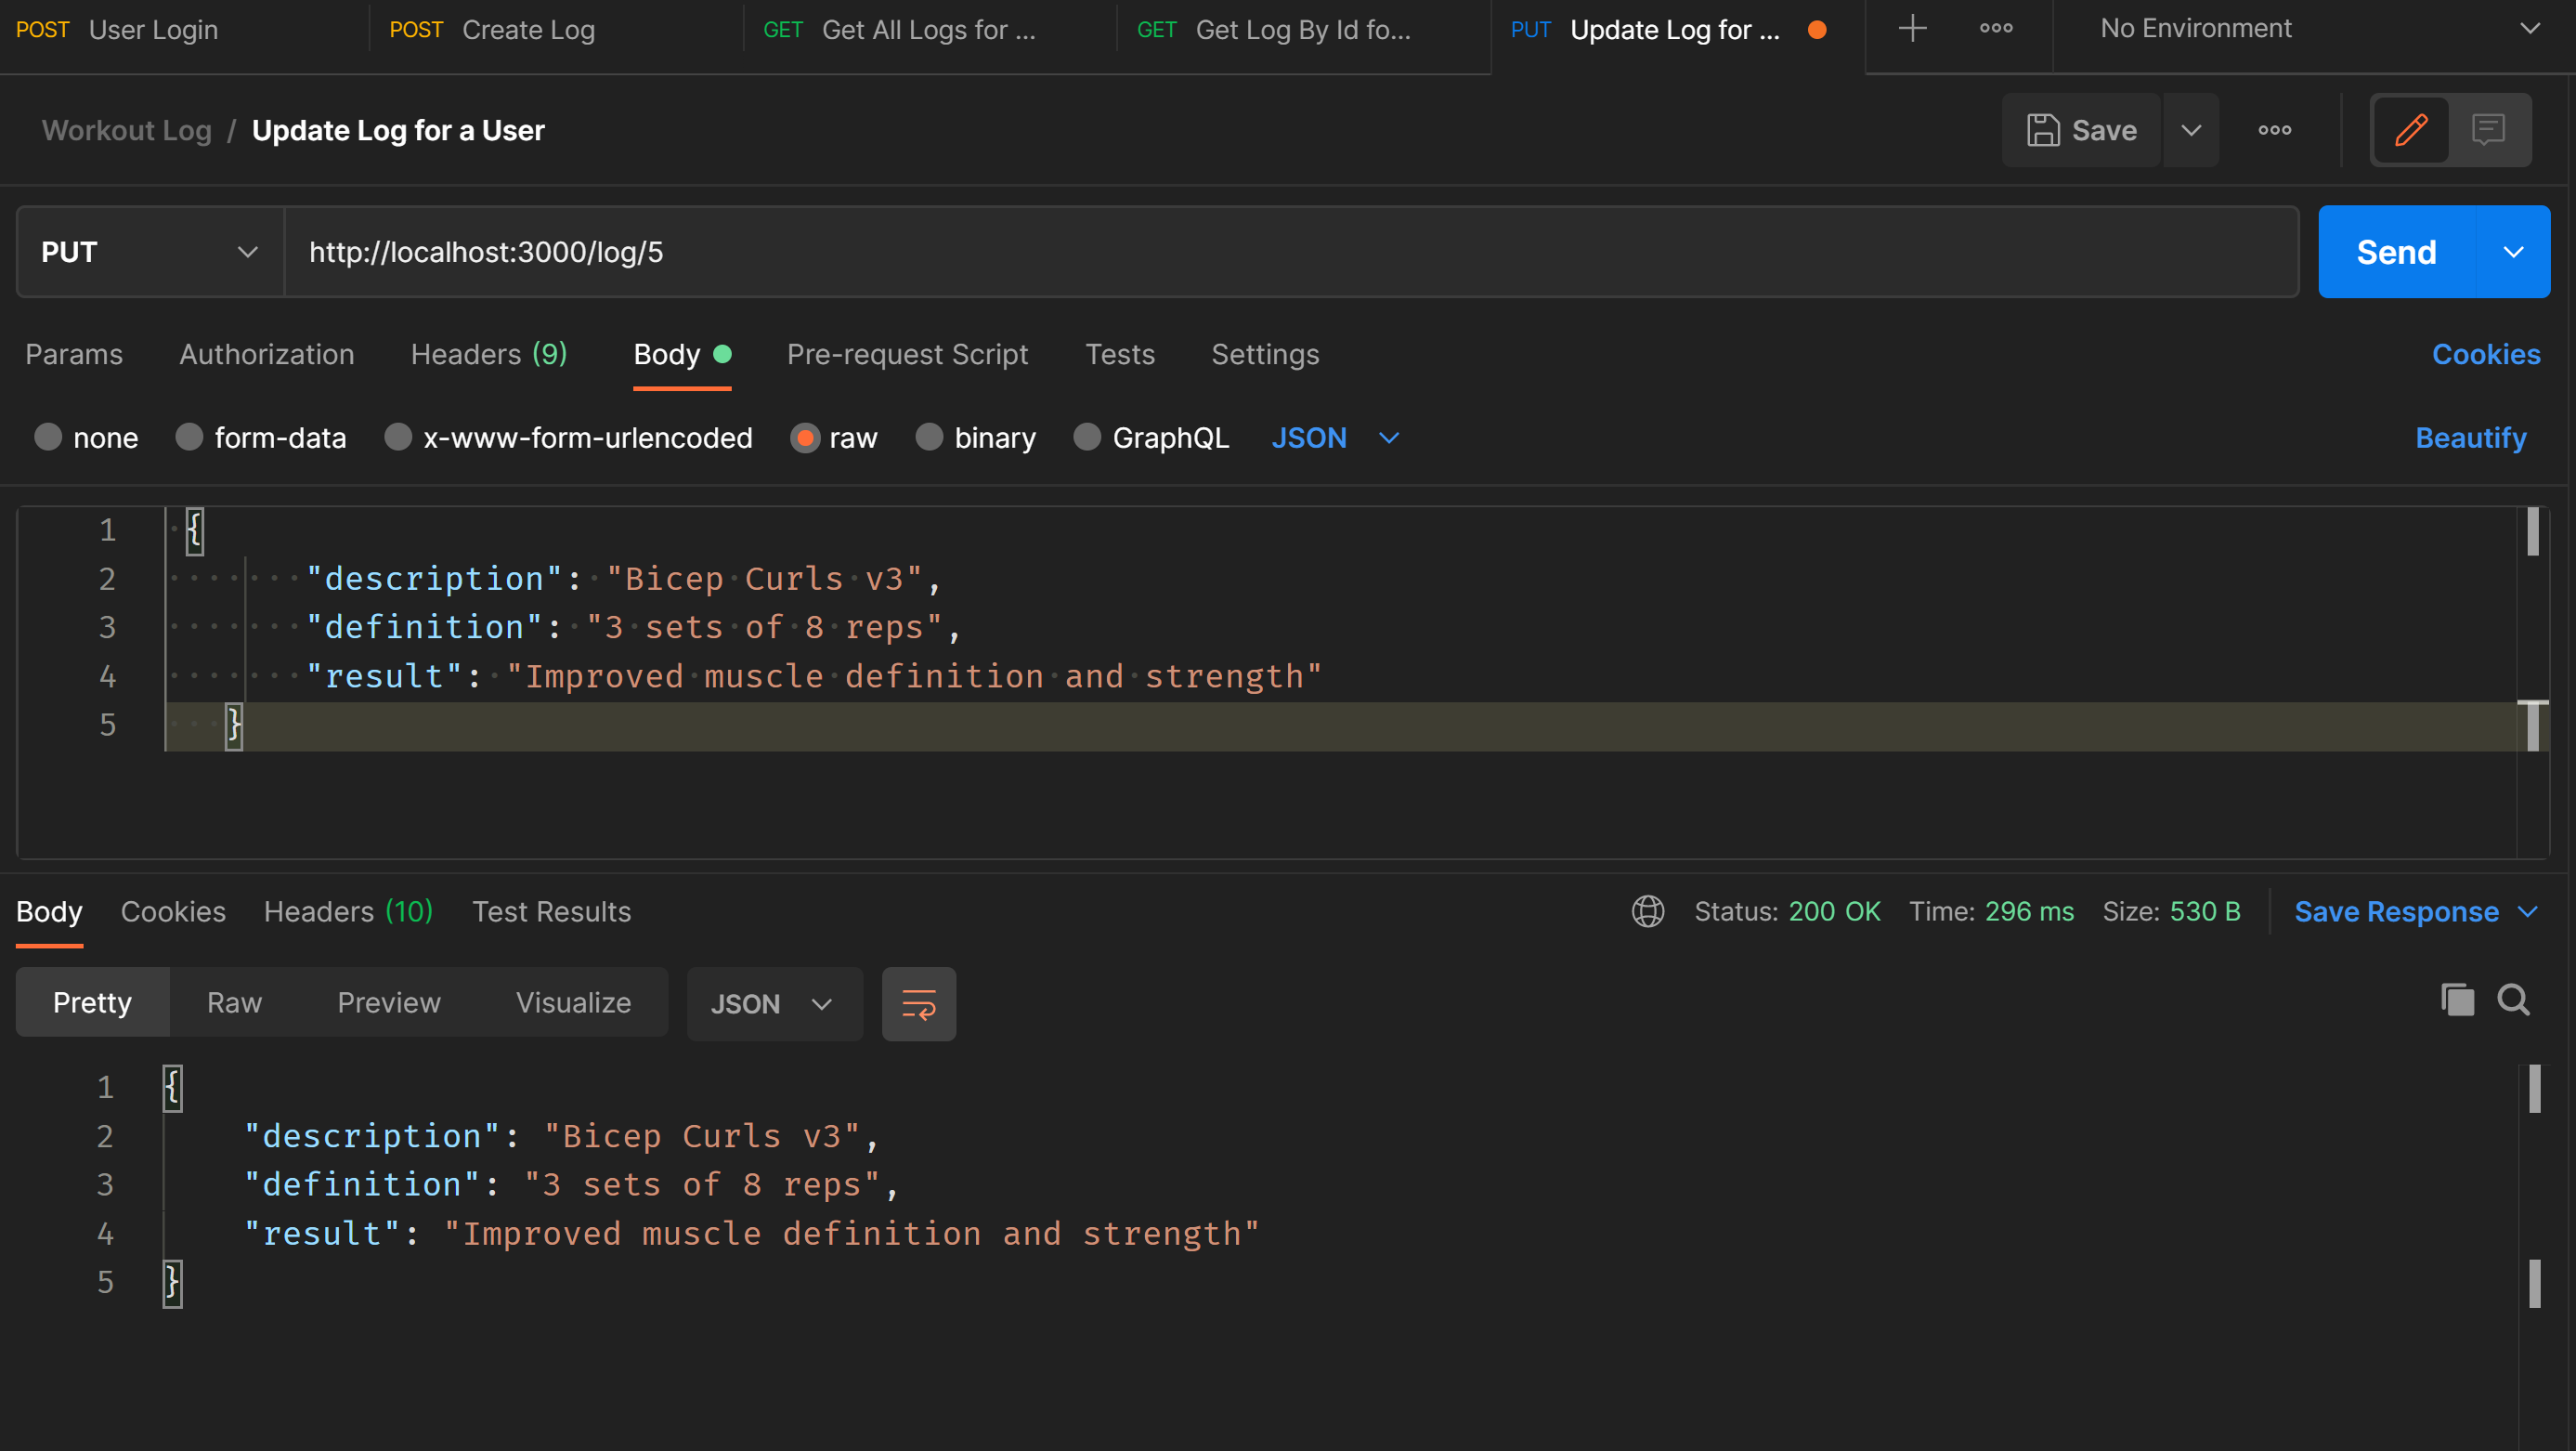 POST User Login POST Create Log GET Get All Logs for ... GET Get Log By Id fo... PUT Update Log for ... No Environment
Workout Log / Update Log for a User Save
PUT http://localhost:3000/log/5 Send
Params Authorization Headers (9) Body Pre-request Script Tests Settings Cookies
none form-data x-www-form-urlencoded raw binary GraphQL JSON Beautify
1 {
2 "description": "Bicep Curls v3",
3 "definition": "3 sets of 8 reps",
4 "result": "Improved muscle definition and strength"
5 }
Body Cookies Headers (10) Test Results Status: 200 OK Time: 296 ms Size: 530 B Save Response
Pretty Raw Preview Visualize JSON
1 {
2 "description": "Bicep Curls v3",
3 "definition": "3 sets of 8 reps",
4 "result": "Improved muscle definition and strength"
5 }